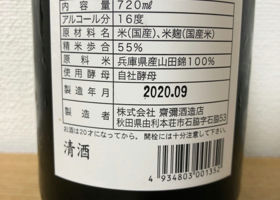 内容量 720ml
アルコール分 16度
原材料名 米(国産)、米麹(国産米)
精米歩合 55%
原料米 兵庫県産山田錦100%
使用酵母 自社酵母
製造年月 2020.09
製造者 株式会社 齋彌酒造店
秋田県由利本荘市石脇字石脇53
お酒は20才になってから。 開栓には十分注意して下さい。
清酒
4 934803 001352